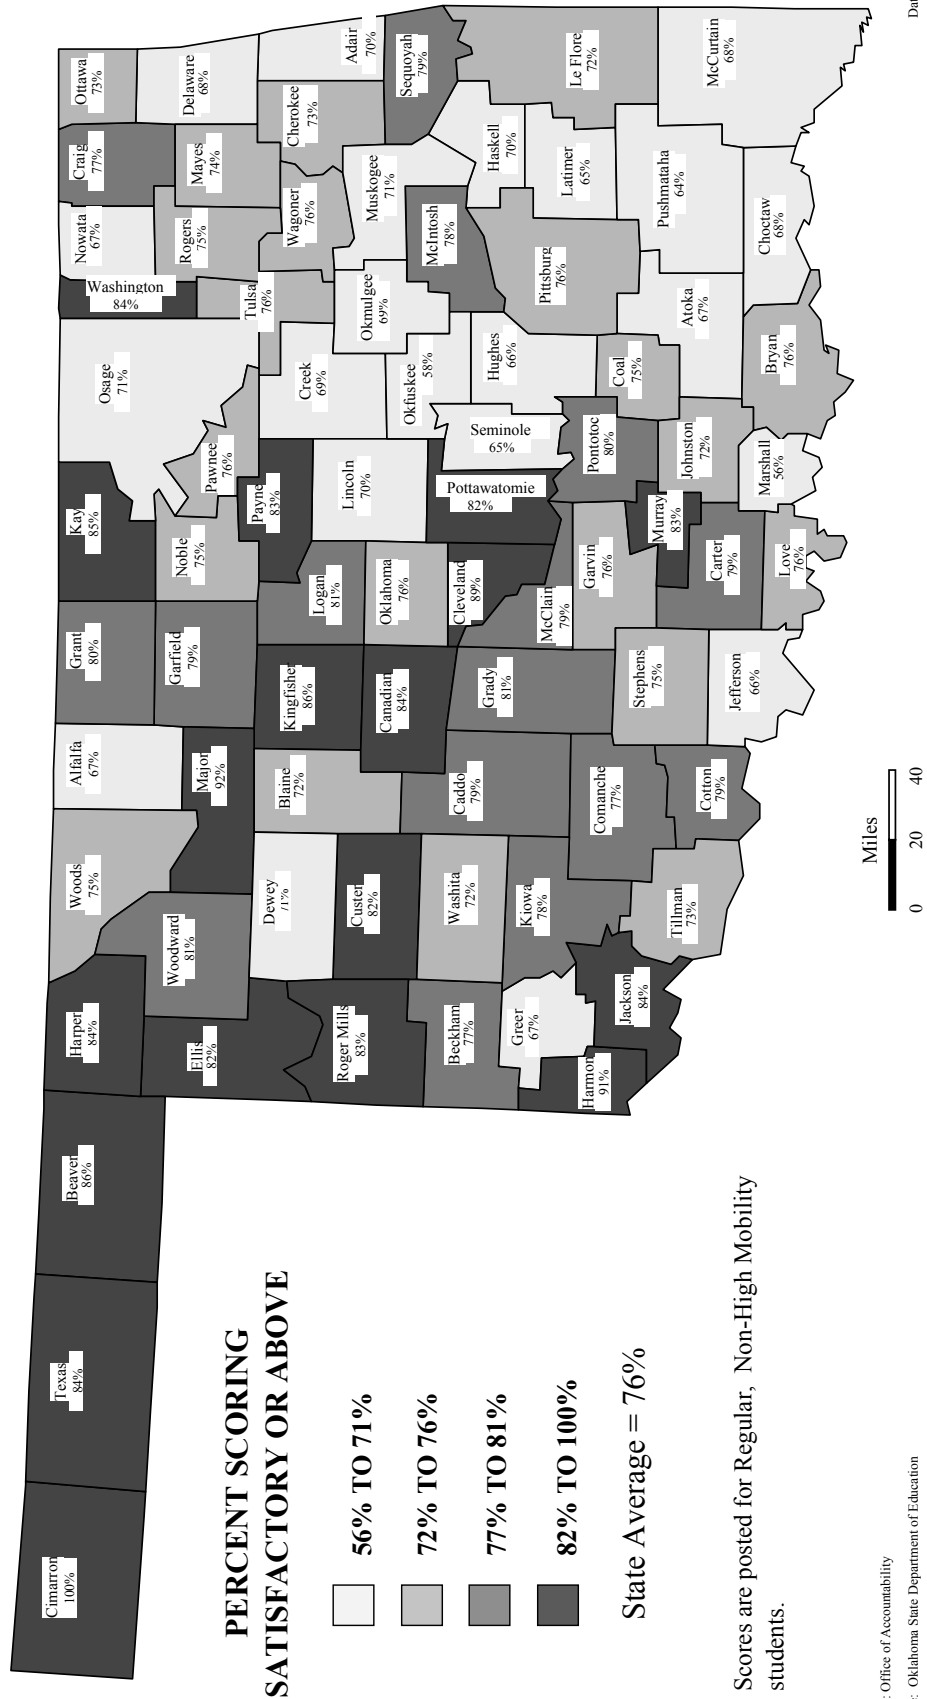 Cimarron
100%
Texas
84%
Beaver
86%
Harper
84%
Woods
75%
Alfalfa
67%
Grant
80%
Kay
85%
Osage
71%
Washington
84%
Nowata
67%
Craig
77%
Ottawa
73%
Ellis
82%
Woodward
81%
Major
92%
Garfield
79%
Noble
75%
Pawnee
76%
Tulsa
76%
Rogers
75%
Mayes
74%
Delaware
68%
Roger Mills
83%
Dewey
71%
Custer
82%
Blaine
72%
Kingfisher
86%
Logan
81%
Payne
83%
Lincoln
70%
Creek
69%
Wagoner
76%
Cherokee
73%
Adair
70%
Beckham
77%
Washita
72%
Caddo
79%
Canadian
84%
Oklahoma
76%
Cleveland
89%
Pottawatomie
82%
Seminole
65%
Okfuskee
58%
Okmulgee
69%
Muskogee
71%
McIntosh
78%
Sequoyah
79%
Greer
67%
Kiowa
78%
Grady
81%
McClain
79%
Hughes
66%
Pittsburg
76%
Haskell
70%
Latimer
65%
Le Flore
72%
Harmon
91%
Jackson
84%
Tillman
73%
Comanche
77%
Cotton
79%
Stephens
75%
Jefferson
66%
Garvin
76%
Murray
83%
Carter
79%
Love
76%
Pontotoc
80%
Johnston
72%
Marshall
56%
Coal
75%
Atoka
67%
Bryan
76%
Pushmataha
64%
Choctaw
68%
McCurtain
68%
PERCENT SCORING
SATISFACTORY OR ABOVE
56% TO 71%
72% TO 76%
77% TO 81%
82% TO 100%
State Average = 76%
Scores are posted for Regular, Non-High Mobility
students.
Miles
0 20 40
: Office of Accountability
: Oklahoma State Department of Education